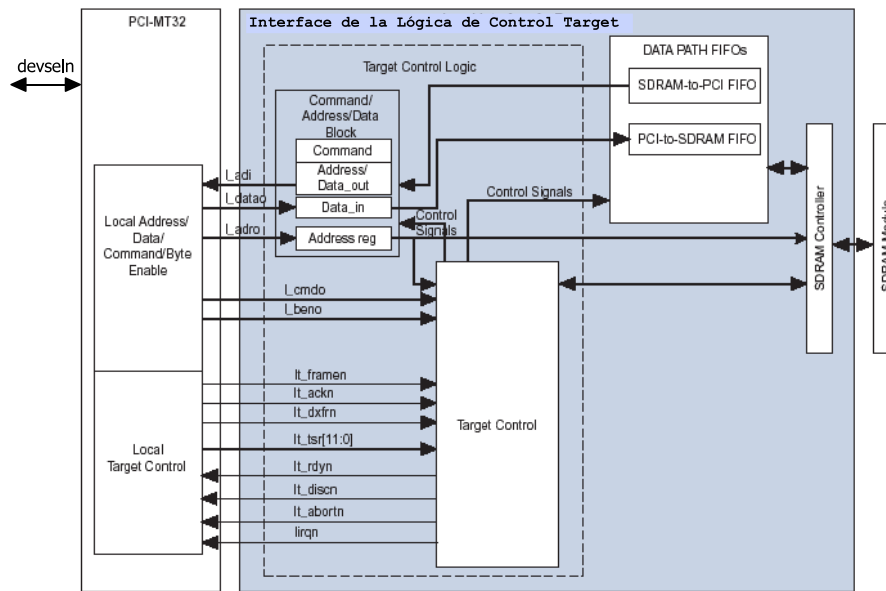 PCI-MT32
Interface de la Lógica de Control Target
devseln
Target Control Logic
DATA PATH FIFOs
SDRAM-to-PCI FIFO
PCI-to-SDRAM FIFO
Command/
Address/Data
Block
Command
Address/
Data_out
Data_in
Address reg
l_adi
l_datao
l_adro
Control
Signals
Control Signals
Local Address/
Data/
Command/Byte
Enable
l_cmdo
l_beno
SDRAM Controller
SDRAM Module
lt_framen
lt_ackn
lt_dxfrn
lt_tsr[11:0]
lt_rdyn
lt_discn
lt_abortn
lirqn
Local
Target Control
Target Control